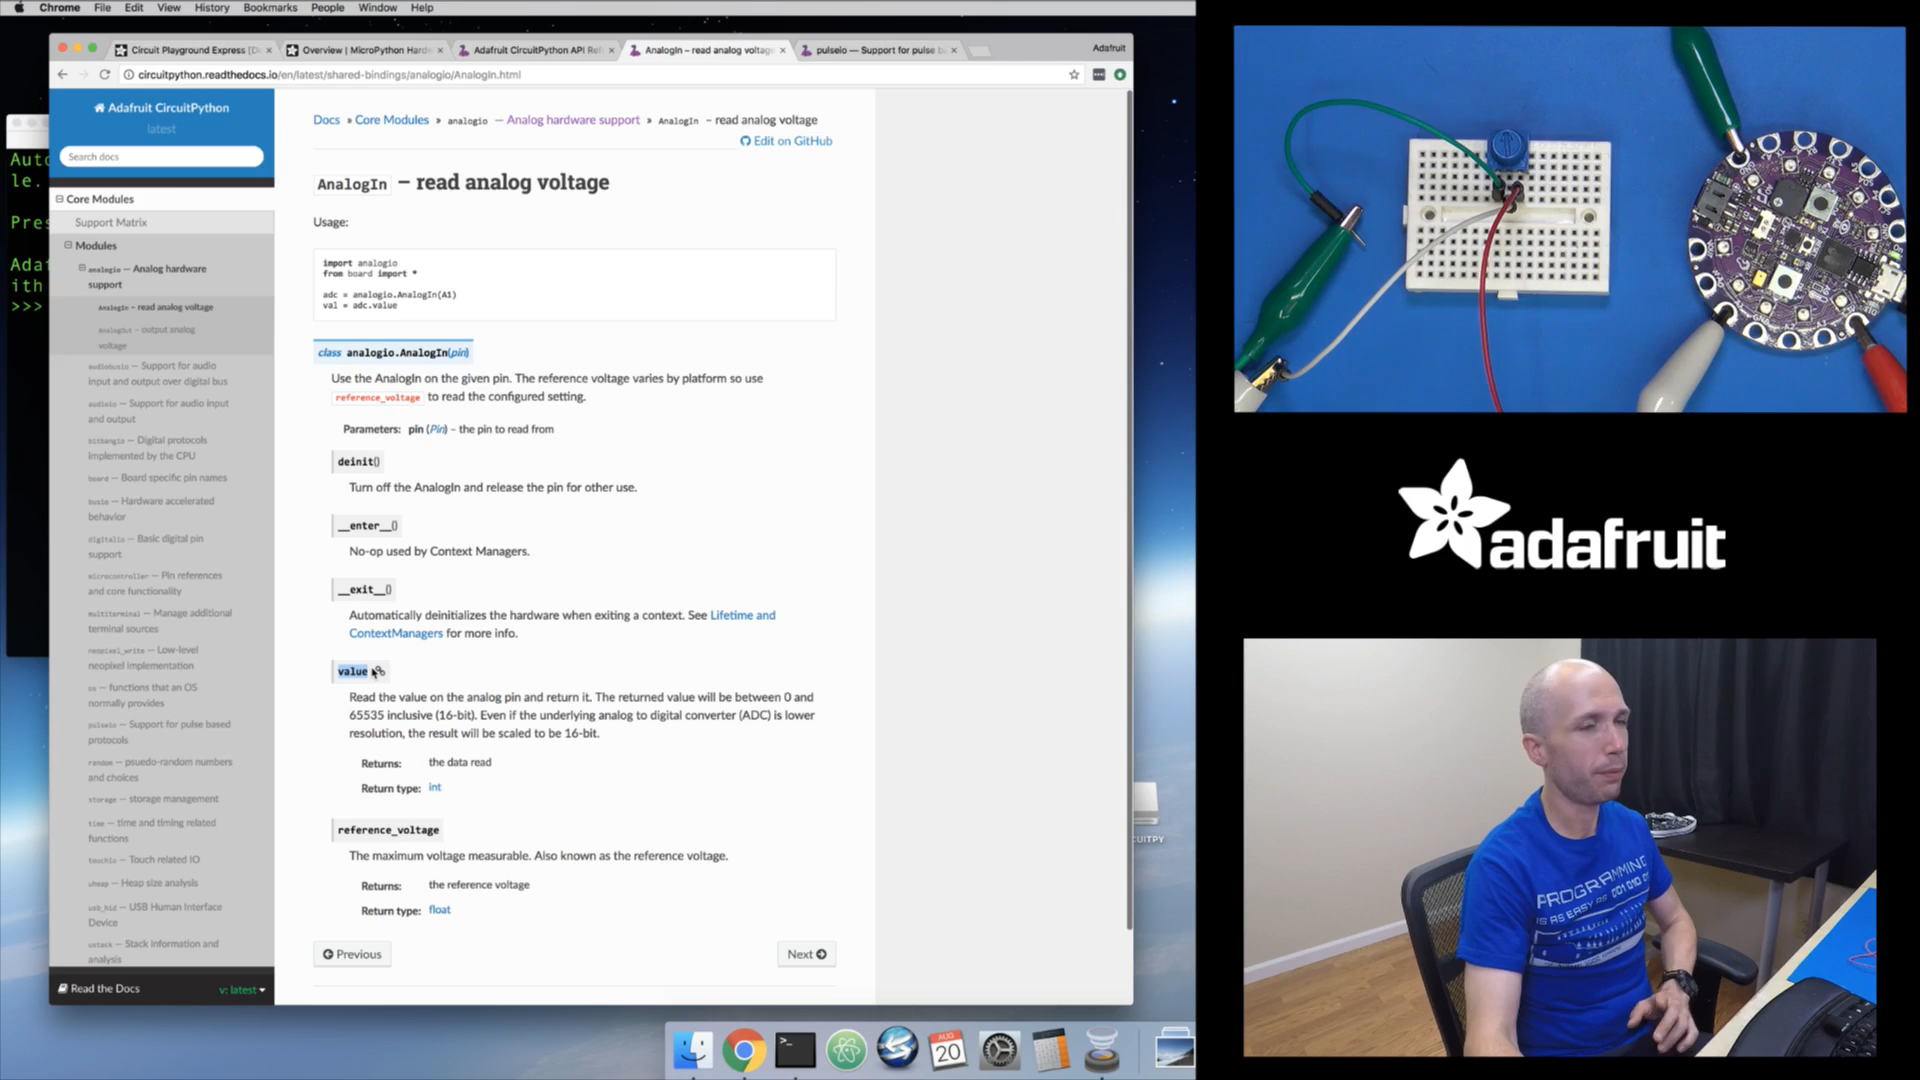 Chrome File Edit View History Bookmarks People Window Help
Circuit Playground Express [D
Overview | MicroPython Hard
Adafruit CircuitPython API Ref
AnalogIn – read analog voltage
pulseio — Support for pulse b
Adafruit
circuitpython.readthedocs.io/en/latest/shared-bindings/analogio/AnalogIn.html
Auto
le.
Pres
Adaf
ith
>>>
Adafruit CircuitPython
latest
Search docs
Core Modules
Support Matrix
Modules
analogio — Analog hardware
support
AnalogIn – read analog voltage
AnalogOut – output analog
voltage
audiobusio — Support for audio
input and output over digital bus
audioio — Support for audio input
and output
bitbangio — Digital protocols
implemented by the CPU
board — Board specific pin names
busio — Hardware accelerated
behavior
digitalio — Basic digital pin
support
microcontroller — Pin references
and core functionality
multiterminal — Manage additional
terminal sources
neopixel_write — Low-level
neopixel implementation
os — functions that an OS
normally provides
pulseio — Support for pulse based
protocols
random — psuedo-random numbers
and choices
storage — storage management
time — time and timing related
functions
touchio — Touch related IO
uheap — Heap size analysis
usb_hid — USB Human Interface
Device
ustack — Stack information and
analysis
Read the Docs
v: latest
Docs » Core Modules » analogio — Analog hardware support » AnalogIn – read analog voltage
Edit on GitHub
AnalogIn – read analog voltage
Usage:
import analogio
from board import *
adc = analogio.AnalogIn(A1)
val = adc.value
class analogio.AnalogIn(pin)
Use the AnalogIn on the given pin. The reference voltage varies by platform so use
reference_voltage to read the configured setting.
Parameters: pin (Pin) – the pin to read from
deinit()
Turn off the AnalogIn and release the pin for other use.
__enter__()
No-op used by Context Managers.
__exit__()
Automatically deinitializes the hardware when exiting a context. See Lifetime and
ContextManagers for more info.
value
Read the value on the analog pin and return it. The returned value will be between 0 and
65535 inclusive (16-bit). Even if the underlying analog to digital converter (ADC) is lower
resolution, the result will be scaled to be 16-bit.
Returns: the data read
Return type: int
reference_voltage
The maximum voltage measurable. Also known as the reference voltage.
Returns: the reference voltage
Return type: float
Previous
Next
CUITPY
AUG
20
adafruit
PROGRAMMING
IS AS EASY AS 001 010 0